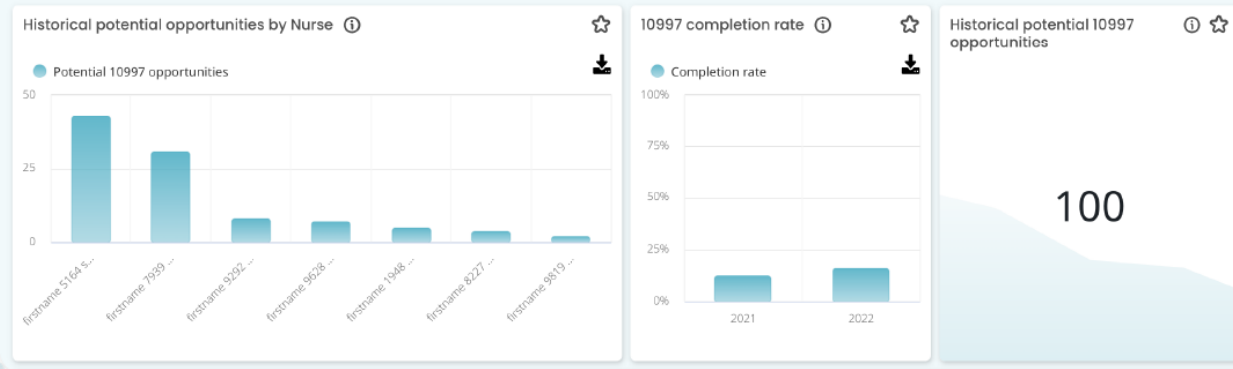 Historical potential opportunities by Nurse
Potential 10997 opportunities
50
25
0
firstname 5164 s...
firstname 7939 ...
firstname 9292 ...
firstname 9628 ...
firstname 1948 ...
firstname 8227 ...
firstname 9819 ...
10997 completion rate
Completion rate
100%
75%
50%
25%
0%
2021
2022
Historical potential 10997
opportunities
100